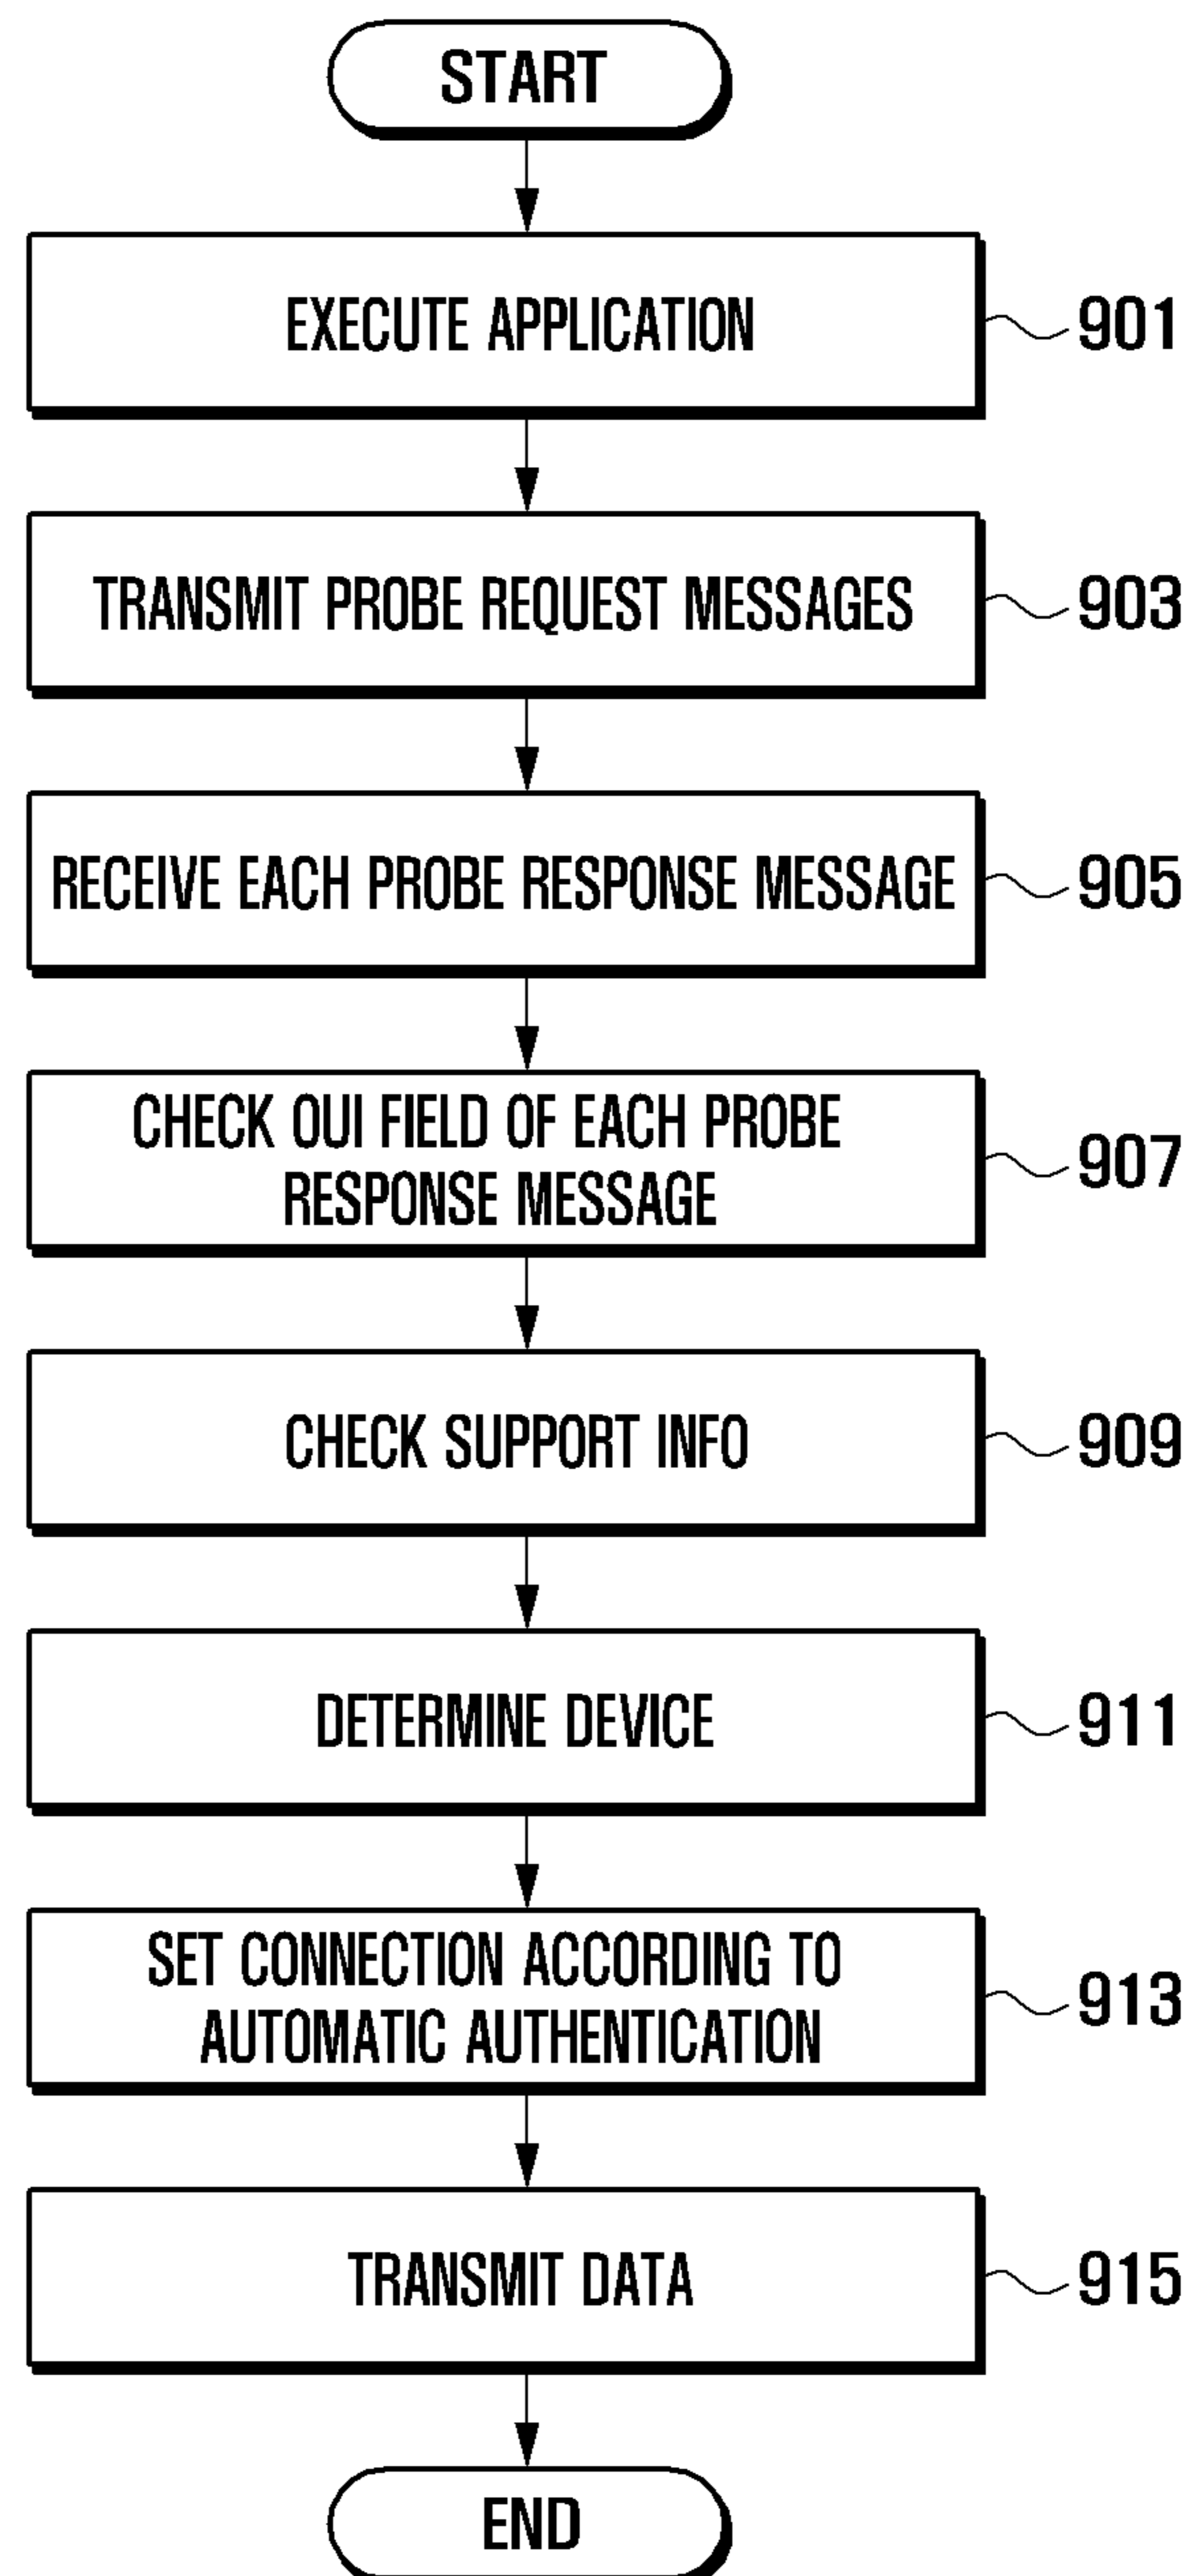 START
EXECUTE APPLICATION
901
TRANSMIT PROBE REQUEST MESSAGES
903
RECEIVE EACH PROBE RESPONSE MESSAGE
905
CHECK OUI FIELD OF EACH PROBE
RESPONSE MESSAGE
907
CHECK SUPPORT INFO
909
DETERMINE DEVICE
911
SET CONNECTION ACCORDING TO
AUTOMATIC AUTHENTICATION
913
TRANSMIT DATA
915
END